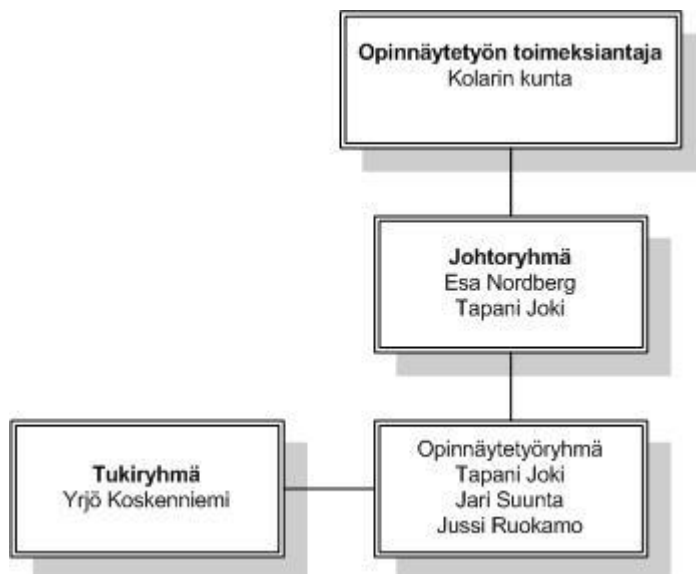 Opinnäytetyön toimeksiantaja
Kolarin kunta
Johtoryhmä
Esa Nordberg
Tapani Joki
Tukiryhmä
Yrjö Koskenniemi
Opinnäytetyöryhmä
Tapani Joki
Jari Suunta
Jussi Ruokamo